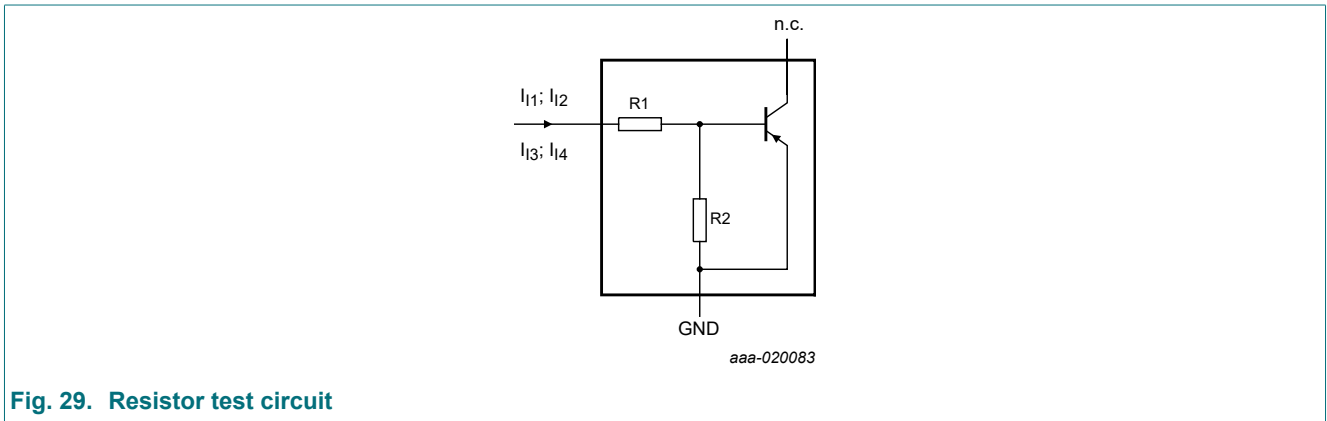 n.c.
I_I1; I_I2
R1
I_I3; I_I4
R2
GND
aaa-020083
Fig. 29. Resistor test circuit